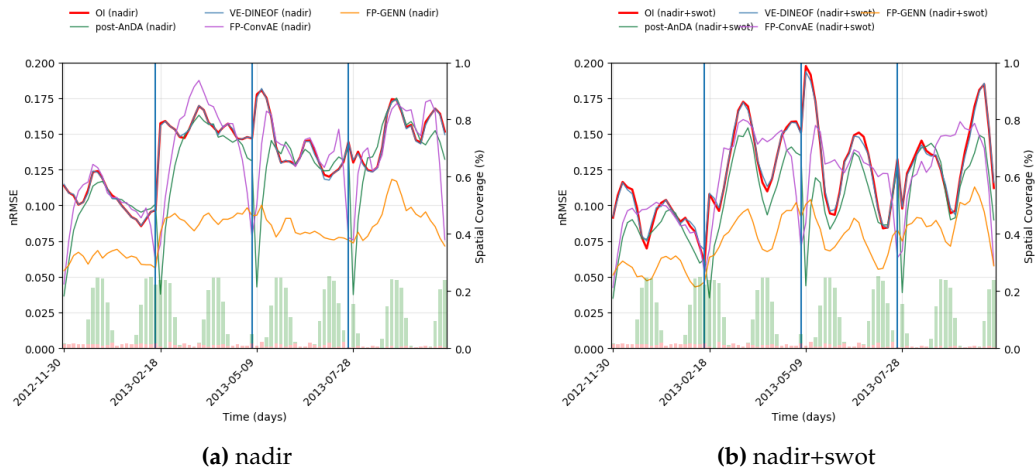 OI (nadir)
post-AnDA (nadir)
VE-DINEOF (nadir)
FP-ConvAE (nadir)
FP-GENN (nadir)
0.200
0.175
0.150
0.125
0.100
0.075
0.050
0.025
0.000
nRMSE
1.0
0.8
0.6
0.4
0.2
0.0
Spatial Coverage (%)
2012-11-30
2013-02-18
2013-05-09
2013-07-28
Time (days)
(a) nadir
OI (nadir+swot)
post-AnDA (nadir+swot)
VE-DINEOF (nadir+swot)
FP-ConvAE (nadir+swot)
FP-GENN (nadir+swot)
0.200
0.175
0.150
0.125
0.100
0.075
0.050
0.025
0.000
nRMSE
1.0
0.8
0.6
0.4
0.2
0.0
Spatial Coverage (%)
2012-11-30
2013-02-18
2013-05-09
2013-07-28
Time (days)
(b) nadir+swot